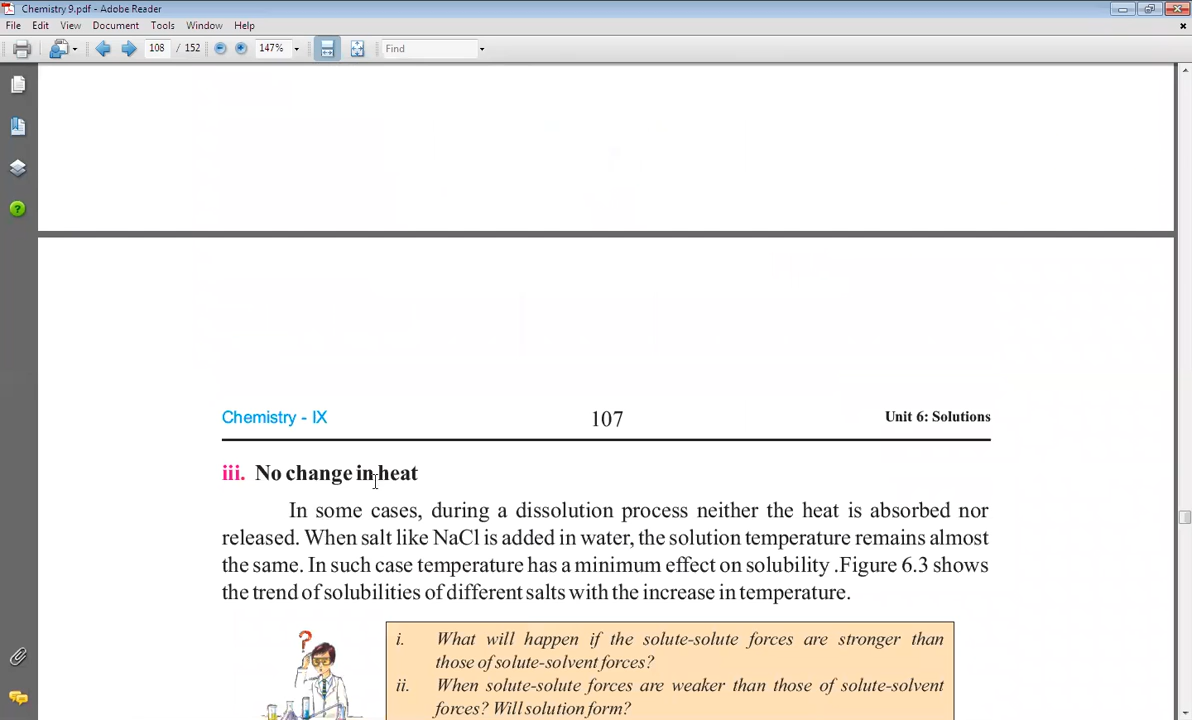 Chemistry 9.pdf - Adobe Reader
File Edit View Document Tools Window Help
108 / 152 147% Find
Chemistry - IX 107 Unit 6: Solutions
iii. No change in heat
In some cases, during a dissolution process neither the heat is absorbed nor
released. When salt like NaCl is added in water, the solution temperature remains almost
the same. In such case temperature has a minimum effect on solubility .Figure 6.3 shows
the trend of solubilities of different salts with the increase in temperature.
?
i. What will happen if the solute-solute forces are stronger than
those of solute-solvent forces?
ii. When solute-solute forces are weaker than those of solute-solvent
forces? Will solution form?